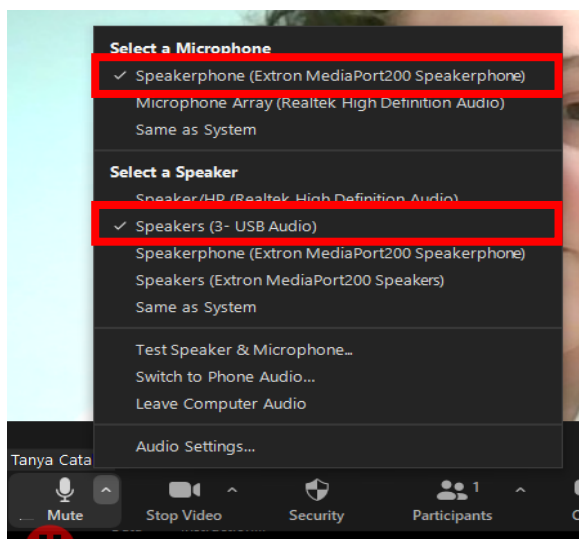 Select a Microphone
Speakerphone (Extron MediaPort200 Speakerphone)
Microphone Array (Realtek High Definition Audio)
Same as System
Select a Speaker
Speaker/HP (Realtek High Definition Audio)
Speakers (3- USB Audio)
Speakerphone (Extron MediaPort200 Speakerphone)
Speakers (Extron MediaPort200 Speakers)
Same as System
Test Speaker & Microphone...
Switch to Phone Audio...
Leave Computer Audio
Audio Settings...
Tanya Cata
1
Mute Stop Video Security Participants